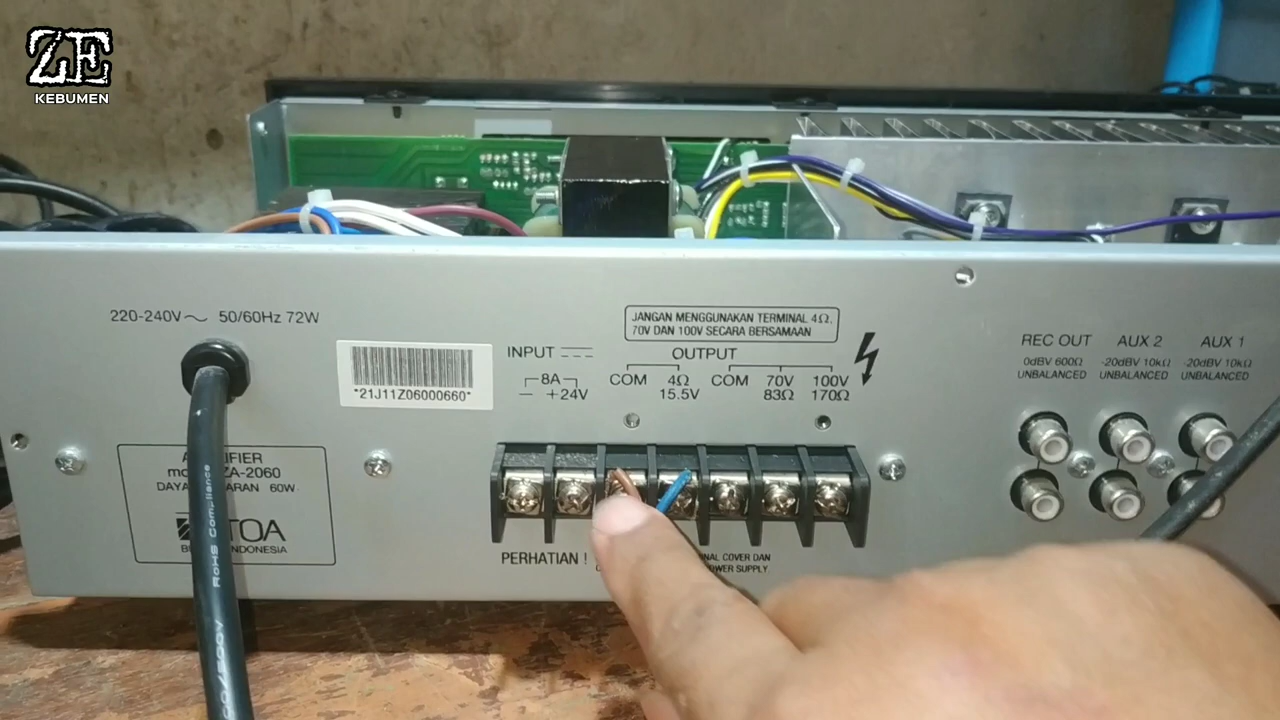 ZE
KEBUMEN
220-240V 50/60Hz 72W
*21J11Z06000660*
JANGAN MENGGUNAKAN TERMINAL 4Ω,
70V DAN 100V SECARA BERSAMAAN
INPUT
OUTPUT
8A
− +24V
COM 4Ω COM 70V 100V
15.5V 83Ω 170Ω
REC OUT AUX 2 AUX 1
0dBV 600Ω -20dBV 10kΩ -20dBV 10kΩ
UNBALANCED UNBALANCED UNBALANCED
ZA-2060
60W
TOA
INDONESIA
PERHATIAN !
COVER DAN
SUPPLY
RoHS Compliance